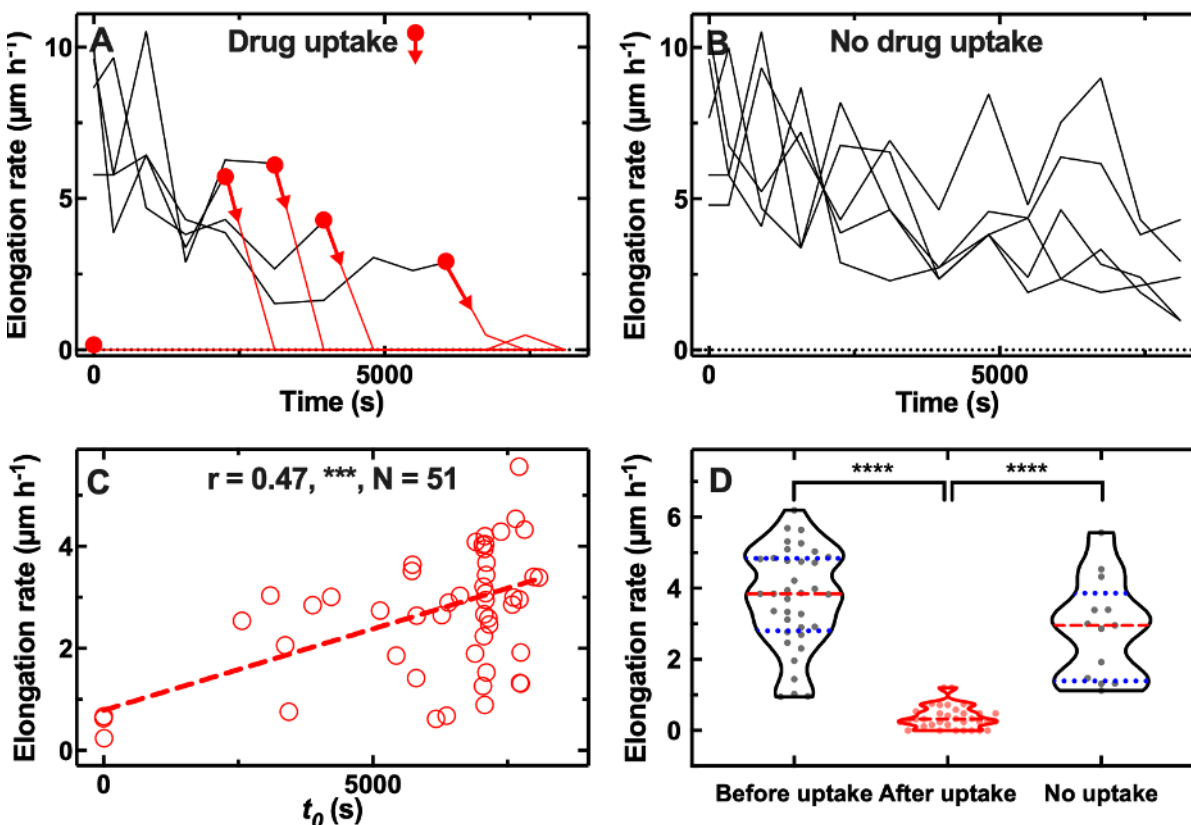 A
Drug uptake
Elongation rate (µm h⁻¹)
10
5
0
0
5000
Time (s)
B
No drug uptake
Elongation rate (µm h⁻¹)
10
5
0
0
5000
Time (s)
C
r = 0.47, ***, N = 51
Elongation rate (µm h⁻¹)
4
2
0
0
5000
t₀ (s)
D
**** ****
Elongation rate (µm h⁻¹)
6
4
2
0
Before uptake After uptake No uptake